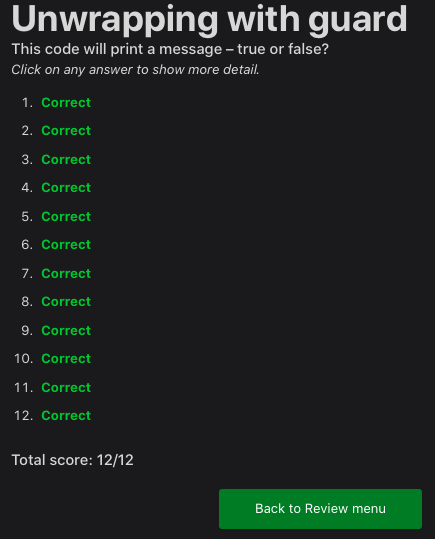 Unwrapping with guard
This code will print a message – true or false?
Click on any answer to show more detail.
1. Correct
2. Correct
3. Correct
4. Correct
5. Correct
6. Correct
7. Correct
8. Correct
9. Correct
10. Correct
11. Correct
12. Correct
Total score: 12/12
Back to Review menu